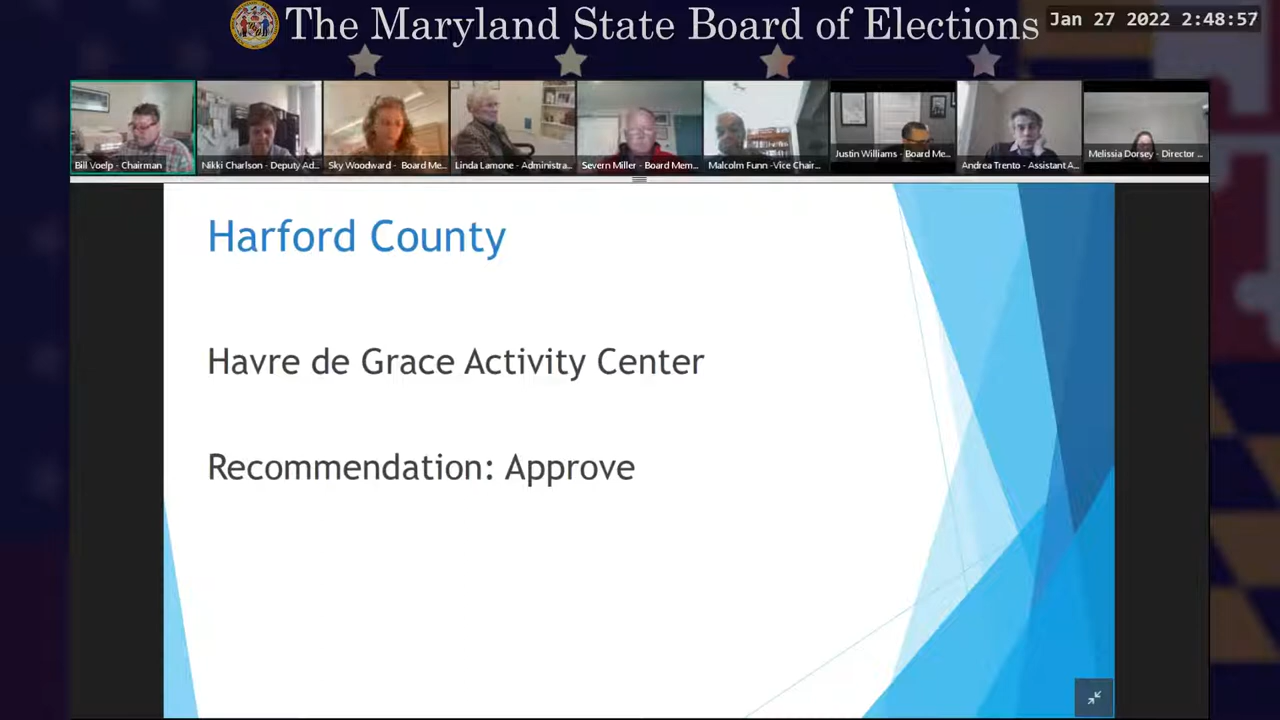 The Maryland State Board of Elections
Jan 27 2022 2:48:57
Bill Voelp - Chairman
Nikki Charlson - Deputy Ad...
Sky Woodward - Board Me...
Linda Lamone - Administra...
Severn Miller - Board Mem...
Malcolm Funn -Vice Chair...
Justin Williams - Board Me...
Andrea Trento - Assistant A...
Melissia Dorsey - Director ...
Harford County
Havre de Grace Activity Center
Recommendation: Approve